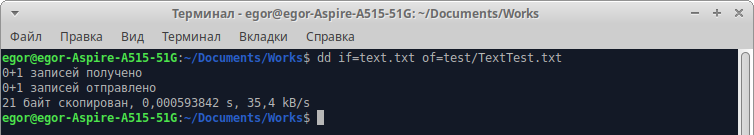 Терминал - egor@egor-Aspire-A515-51G: ~/Documents/Works
Файл Правка Вид Терминал Вкладки Справка
egor@egor-Aspire-A515-51G:~/Documents/Works$ dd if=text.txt of=test/TextTest.txt
0+1 записей получено
0+1 записей отправлено
21 байт скопирован, 0,000593842 s, 35,4 kB/s
egor@egor-Aspire-A515-51G:~/Documents/Works$